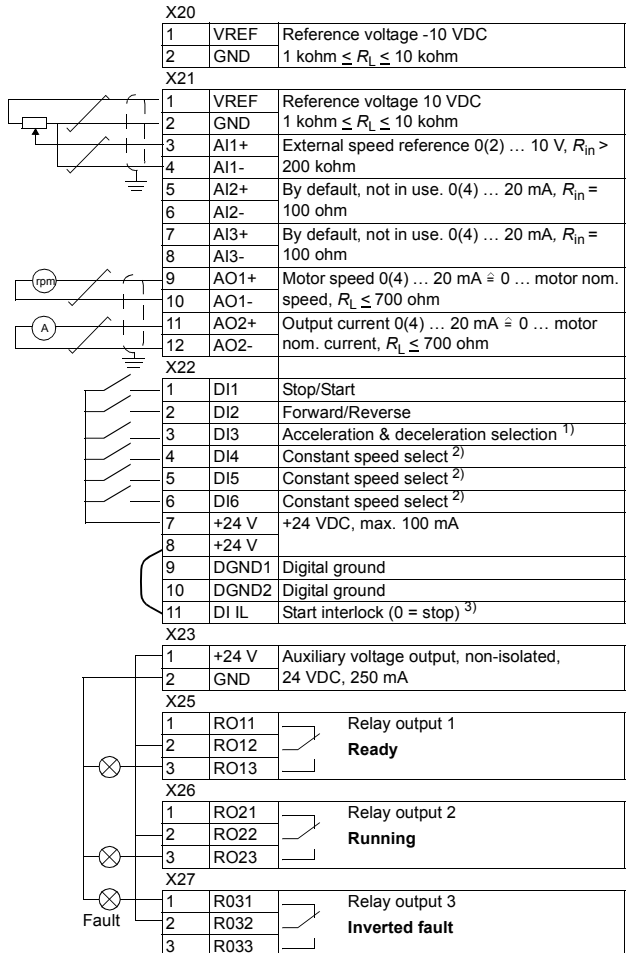 X20
1 VREF Reference voltage -10 VDC
2 GND 1 kohm ≤ RL ≤ 10 kohm
X21
1 VREF Reference voltage 10 VDC
2 GND 1 kohm ≤ RL ≤ 10 kohm
3 AI1+ External speed reference 0(2) … 10 V, Rin >
4 AI1- 200 kohm
5 AI2+ By default, not in use. 0(4) … 20 mA, Rin =
6 AI2- 100 ohm
7 AI3+ By default, not in use. 0(4) … 20 mA, Rin =
8 AI3- 100 ohm
rpm 9 AO1+ Motor speed 0(4) … 20 mA ≙ 0 … motor nom.
10 AO1- speed, RL ≤ 700 ohm
A 11 AO2+ Output current 0(4) … 20 mA ≙ 0 … motor
12 AO2- nom. current, RL ≤ 700 ohm
X22
1 DI1 Stop/Start
2 DI2 Forward/Reverse
3 DI3 Acceleration & deceleration selection 1)
4 DI4 Constant speed select 2)
5 DI5 Constant speed select 2)
6 DI6 Constant speed select 2)
7 +24 V +24 VDC, max. 100 mA
8 +24 V
9 DGND1 Digital ground
10 DGND2 Digital ground
11 DI IL Start interlock (0 = stop) 3)
X23
1 +24 V Auxiliary voltage output, non-isolated,
2 GND 24 VDC, 250 mA
X25
1 RO11 Relay output 1
2 RO12 Ready
3 RO13
X26
1 RO21 Relay output 2
2 RO22 Running
3 RO23
X27
1 R031 Relay output 3
Fault 2 R032 Inverted fault
3 R033